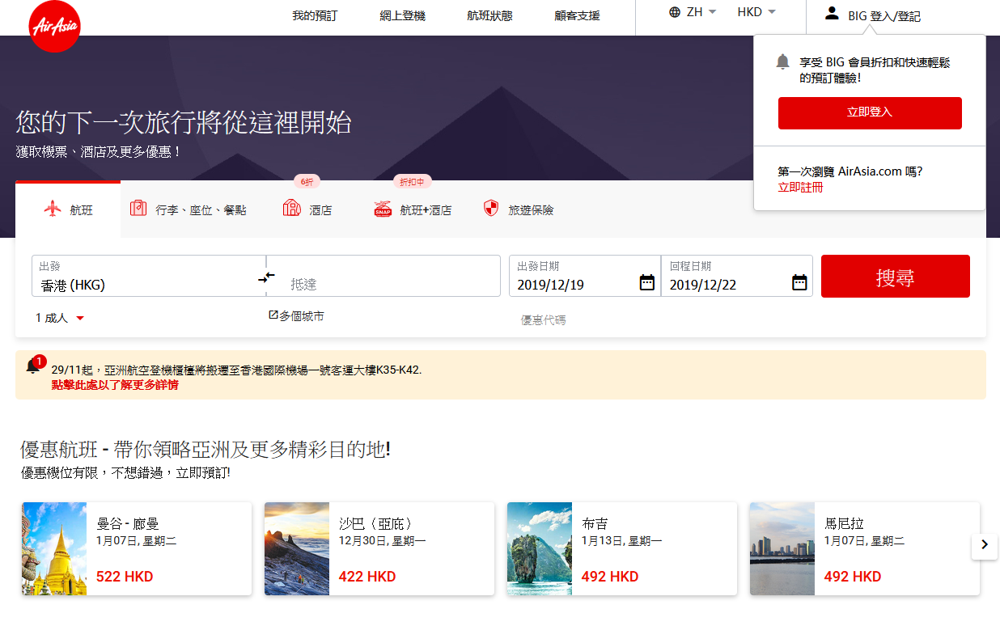 AirAsia
我的預訂
網上登機
航班狀態
顧客支援
ZH
HKD
BIG 登入/登記
享受 BIG 會員折扣和快速輕鬆
的預訂體驗!
立即登入
第一次瀏覽 AirAsia.com 嗎?
立即註冊
您的下一次旅行將從這裡開始
獲取機票、酒店及更多優惠！
6折
折扣中
航班
行李、座位、餐點
酒店
SNAP
航班+酒店
旅遊保險
出發
香港 (HKG)
抵達
出發日期
2019/12/19
回程日期
2019/12/22
搜尋
1 成人
多個城市
優惠代碼
1
29/11起，亞洲航空登機櫃檯將搬遷至香港國際機場一號客運大樓K35-K42.
點擊此處以了解更多詳情
優惠航班 - 帶你領略亞洲及更多精彩目的地!
優惠機位有限，不想錯過，立即預訂!
曼谷 - 廊曼
1月07日, 星期二
522 HKD
沙巴（亞庇）
12月30日, 星期一
422 HKD
布吉
1月13日, 星期一
492 HKD
馬尼拉
1月07日, 星期二
492 HKD